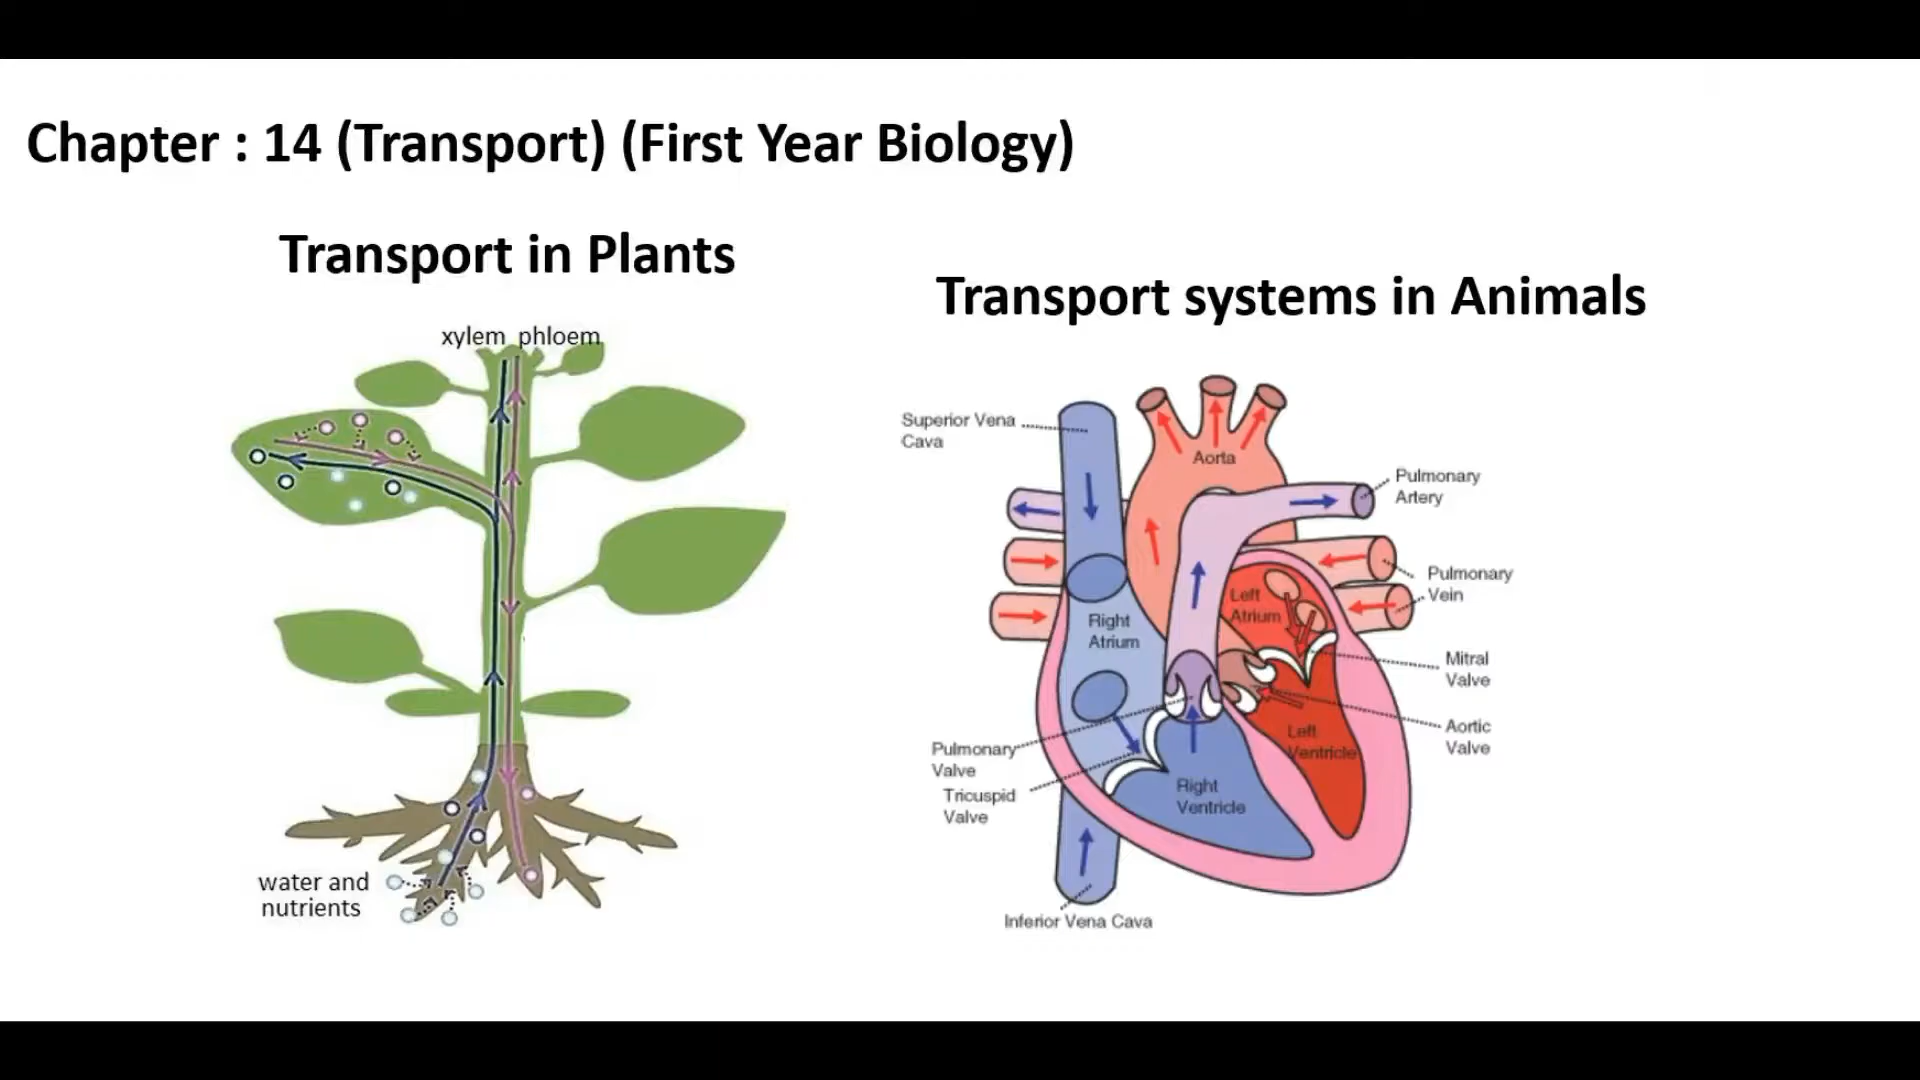 Chapter : 14 (Transport) (First Year Biology)
Transport in Plants
Transport systems in Animals
xylem phloem
water and
nutrients
Superior Vena
Cava
Aorta
Pulmonary
Artery
Pulmonary
Vein
Left
Atrium
Right
Atrium
Mitral
Valve
Aortic
Valve
Left
Ventricle
Pulmonary
Valve
Tricuspid
Valve
Right
Ventricle
Inferior Vena Cava